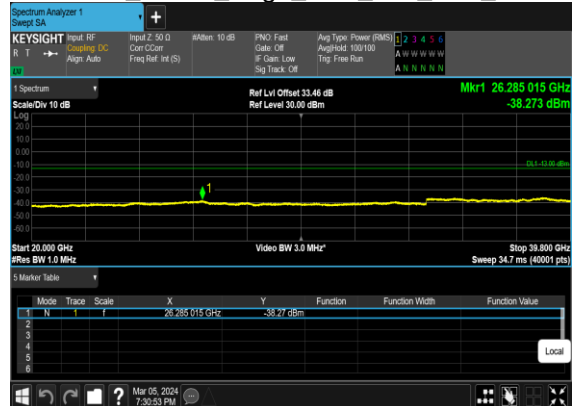 Spectrum Analyzer 1
Swept SA
+
KEYSIGHT Input: RF Input Z: 50 Ω #Atten: 10 dB PNO: Fast Avg Type: Power (RMS) 1 2 3 4 5 6
R T Coupling: DC Corr CCorr Gate: Off Avg|Hold: 100/100 A W W W W W
Align: Auto Freq Ref: Int (S) IF Gain: Low Trig: Free Run
Sig Track: Off A N N N N N
1 Spectrum Ref Lvl Offset 33.46 dB Mkr1 26.285 015 GHz
Scale/Div 10 dB Ref Level 30.00 dBm -38.273 dBm
Log
20.0
10.0
0.00
-10.0
DL1 -13.00 dBm
-20.0
-30.0
1
-40.0
-50.0
-60.0
Start 20.000 GHz Video BW 3.0 MHz* Stop 39.800 GHz
#Res BW 1.0 MHz Sweep 34.7 ms (40001 pts)
5 Marker Table
Mode Trace Scale X Y Function Function Width Function Value
1 N 1 f 26.285 015 GHz -38.27 dBm
2
3
4
5
6
Local
? Mar 05, 2024
7:30:53 PM